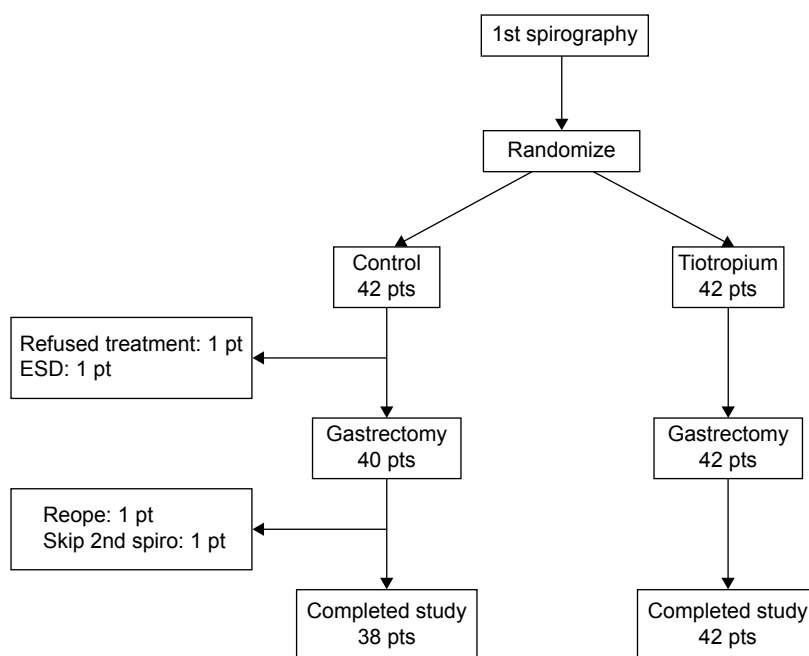 1st spirography
Randomize
Control
42 pts
Tiotropium
42 pts
Refused treatment: 1 pt
ESD: 1 pt
Gastrectomy
40 pts
Gastrectomy
42 pts
Reope: 1 pt
Skip 2nd spiro: 1 pt
Completed study
38 pts
Completed study
42 pts